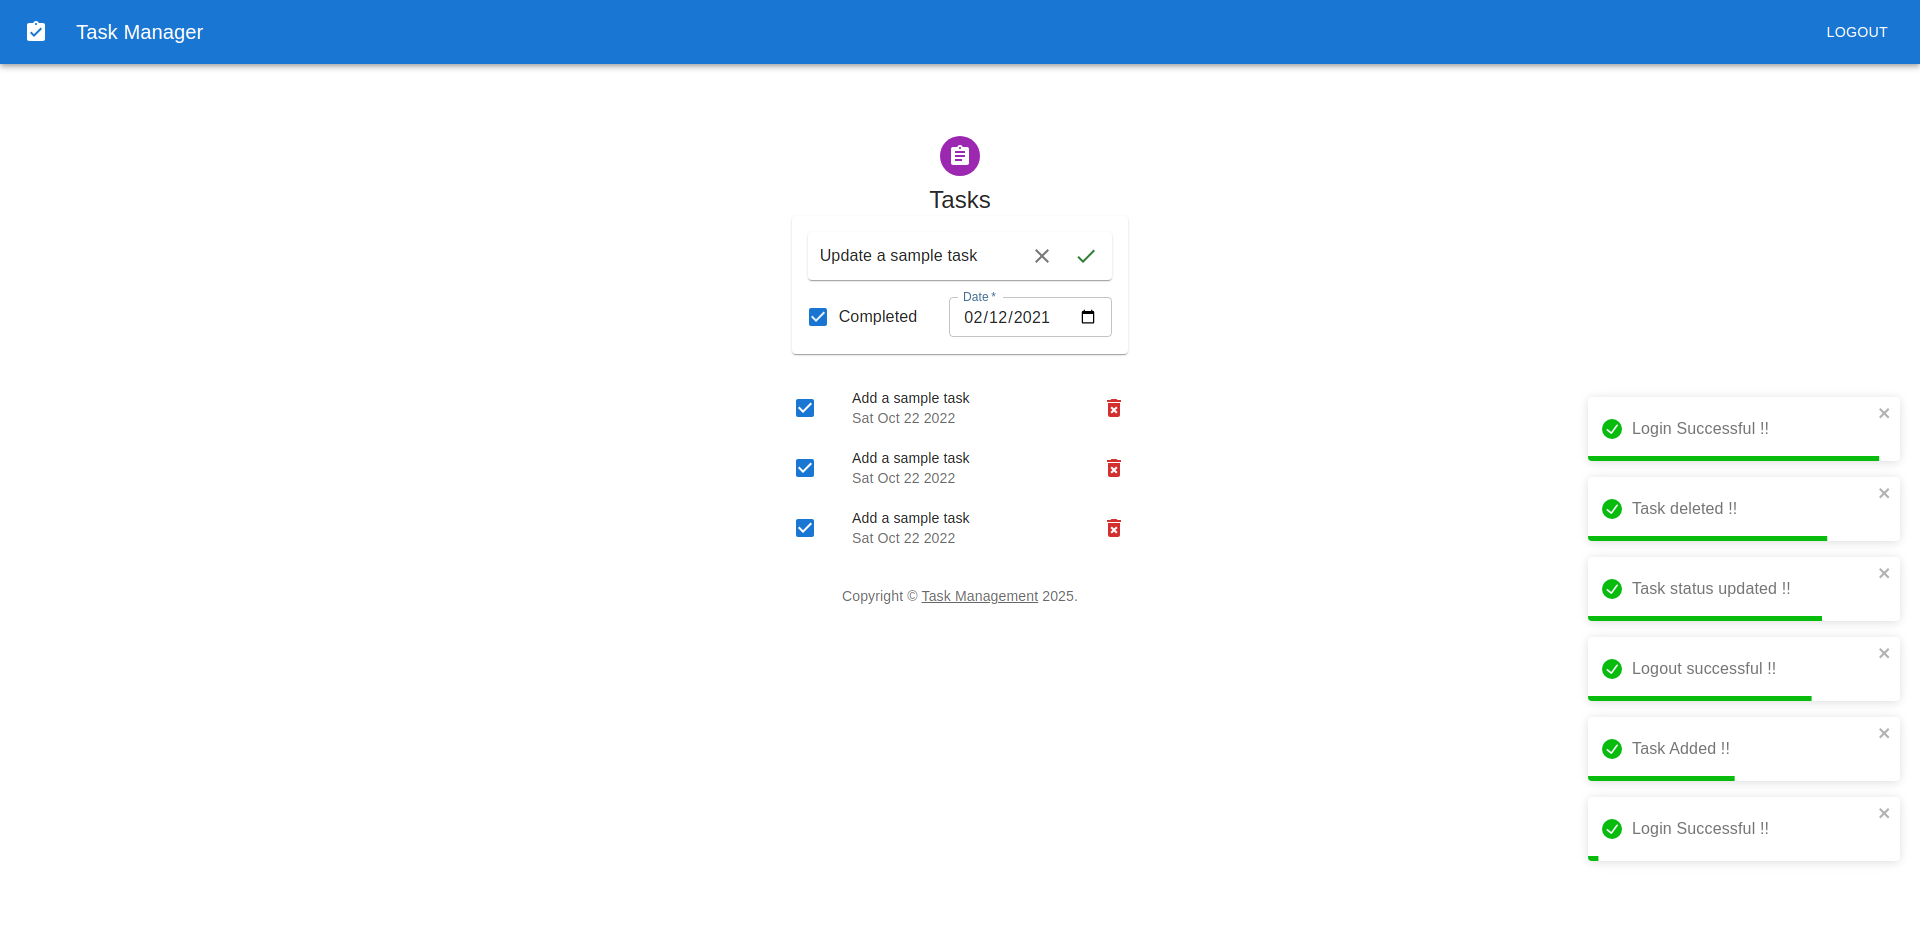 Task Manager
LOGOUT
Tasks
Update a sample task
Date *
Completed
02/12/2021
Add a sample task
Sat Oct 22 2022
Add a sample task
Sat Oct 22 2022
Add a sample task
Sat Oct 22 2022
Copyright © Task Management 2025.
Login Successful !!
Task deleted !!
Task status updated !!
Logout successful !!
Task Added !!
Login Successful !!